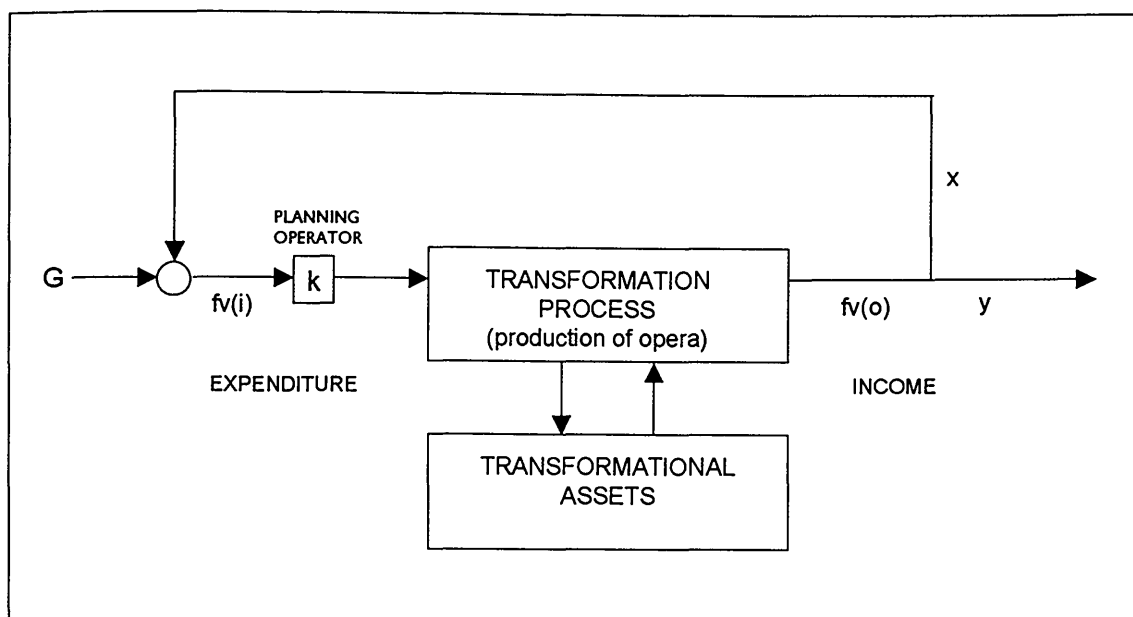 x
PLANNING
OPERATOR
G
k
TRANSFORMATION
PROCESS
(production of opera)
fv(i)
fv(o)
y
EXPENDITURE
INCOME
TRANSFORMATIONAL
ASSETS